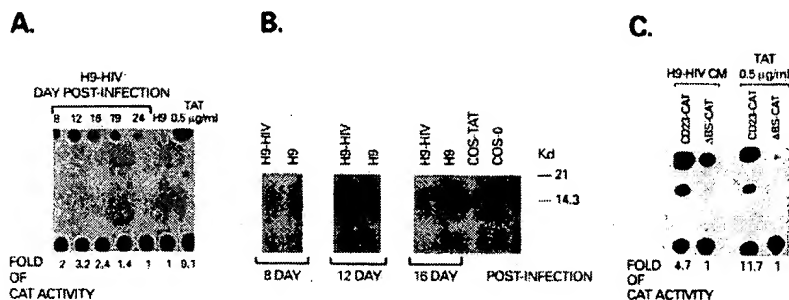 A.
H9-HIV
DAY POST-INFECTION
TAT
8 12 16 19 24 H9 0.5 μg/ml
FOLD 2 3.2 2.4 1.4 1 1 9.1
OF
CAT ACTIVITY
B.
H9-HIV H9 H9-HIV H9 H9-HIV H9 COS-TAT COS-0
Kd
21
14.3
8 DAY 12 DAY 16 DAY POST-INFECTION
C.
TAT
H9-HIV CM 0.5 μg/ml
CD23-CAT ΔBS-CAT CD23-CAT ΔBS-CAT
FOLD 4.7 1 11.7 1
OF
CAT ACTIVITY